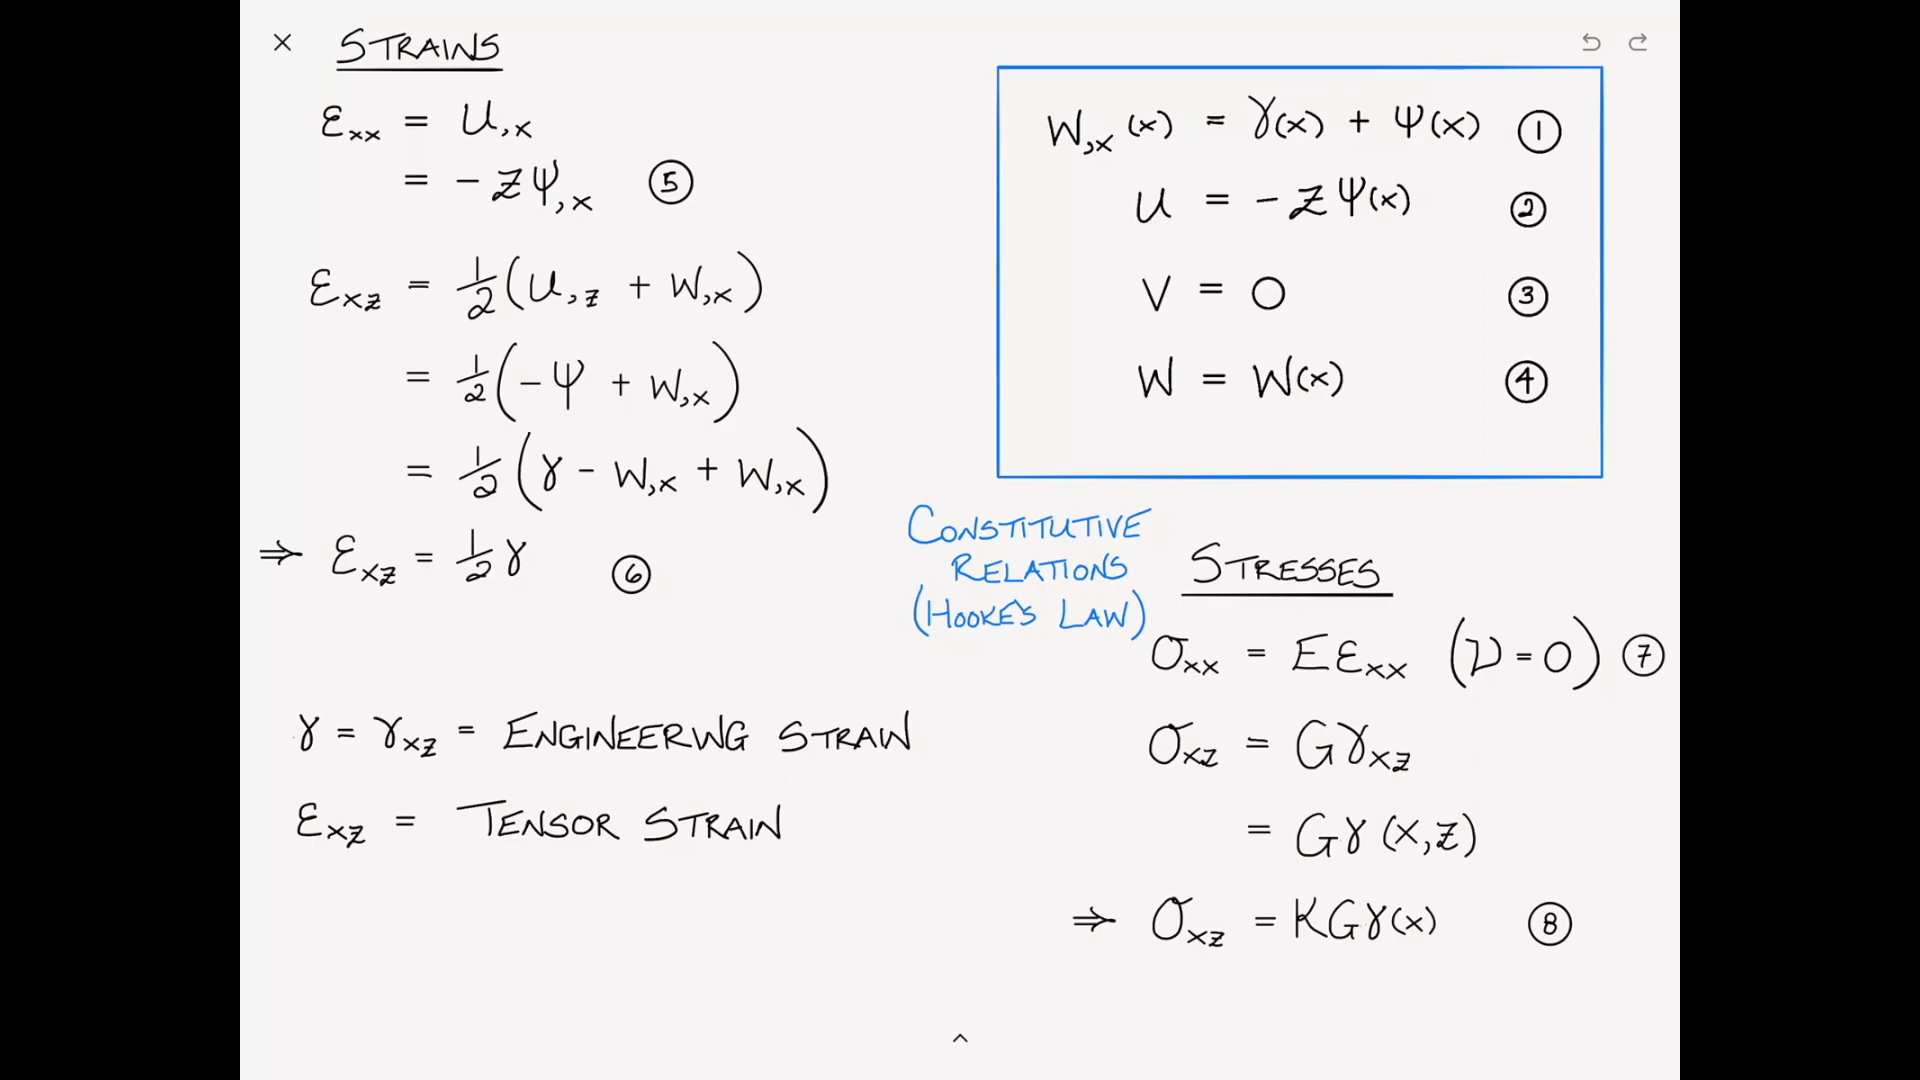 STRAINS
εxx = U,x
= -zΨ,x ⑤
εxz = 1/2(U,z + W,x)
= 1/2(-Ψ + W,x)
= 1/2(γ - W,x + W,x)
⇒ εxz = 1/2 γ ⑥
γ = γxz = ENGINEERING STRAIN
εxz = TENSOR STRAIN
W,x(x) = γ(x) + Ψ(x) ①
U = -zΨ(x) ②
V = 0 ③
W = W(x) ④
CONSTITUTIVE
RELATIONS
(HOOKE'S LAW)
STRESSES
σxx = Eεxx (ν = 0) ⑦
σxz = Gγxz
= Gγ(x,z)
⇒ σxz = KGγ(x) ⑧